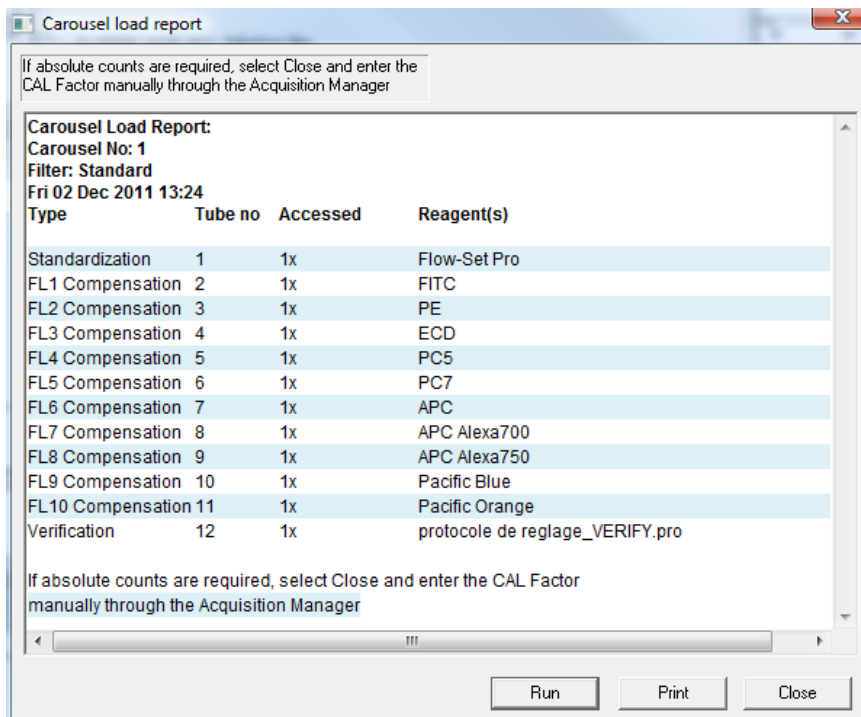 Carousel load report
If absolute counts are required, select Close and enter the
CAL Factor manually through the Acquisition Manager
Carousel Load Report:
Carousel No: 1
Filter: Standard
Fri 02 Dec 2011 13:24
Type Tube no Accessed Reagent(s)
Standardization 1 1x Flow-Set Pro
FL1 Compensation 2 1x FITC
FL2 Compensation 3 1x PE
FL3 Compensation 4 1x ECD
FL4 Compensation 5 1x PC5
FL5 Compensation 6 1x PC7
FL6 Compensation 7 1x APC
FL7 Compensation 8 1x APC Alexa700
FL8 Compensation 9 1x APC Alexa750
FL9 Compensation 10 1x Pacific Blue
FL10 Compensation 11 1x Pacific Orange
Verification 12 1x protocole de reglage_VERIFY.pro
If absolute counts are required, select Close and enter the CAL Factor
manually through the Acquisition Manager
Run Print Close